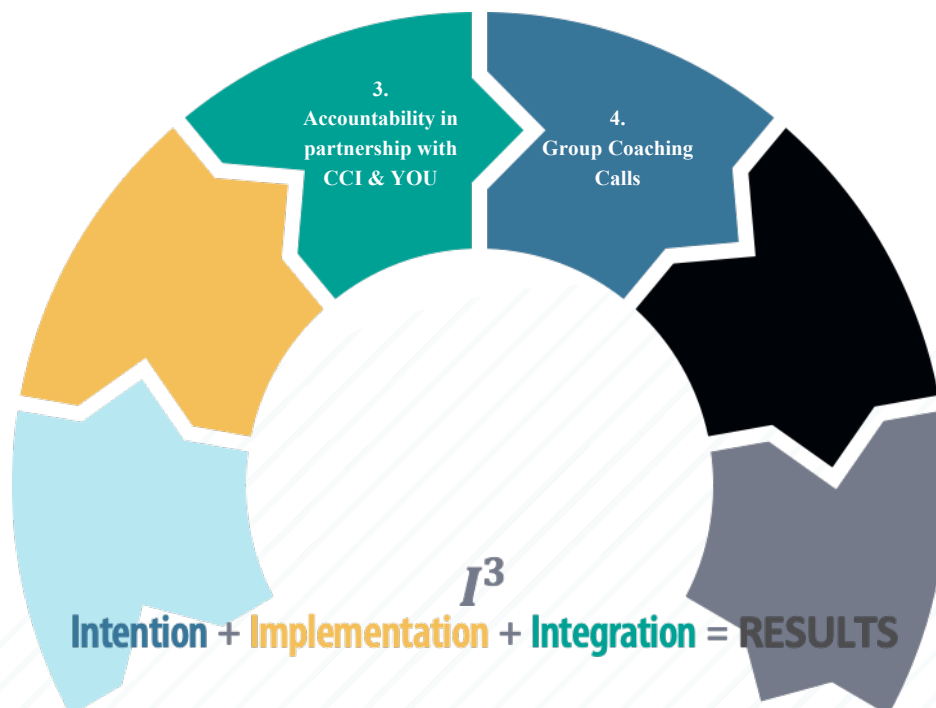 3.
Accountability in
partnership with
CCI & YOU
4.
Group Coaching
Calls
I³
Intention + Implementation + Integration = RESULTS